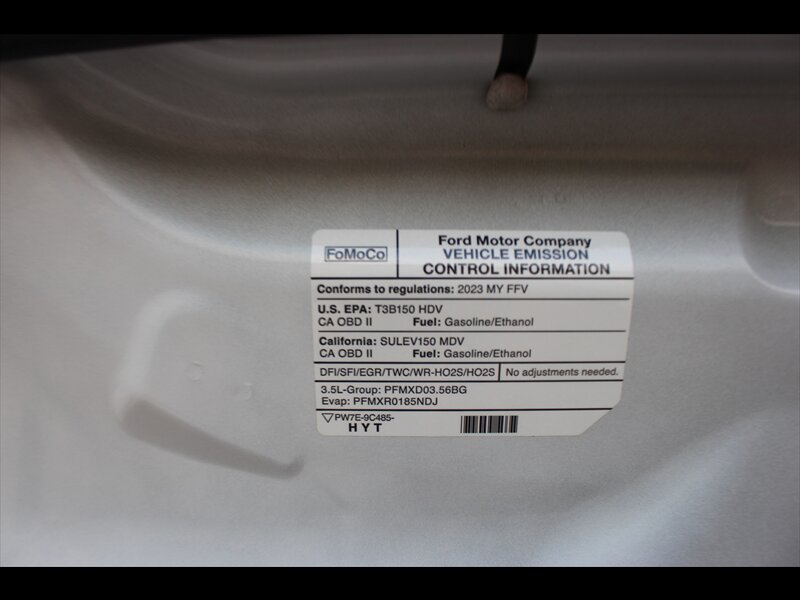 FoMoCo
Ford Motor Company
VEHICLE EMISSION
CONTROL INFORMATION
Conforms to regulations: 2023 MY FFV
U.S. EPA: T3B150 HDV
CA OBD II Fuel: Gasoline/Ethanol
California: SULEV150 MDV
CA OBD II Fuel: Gasoline/Ethanol
DFI/SFI/EGR/TWC/WR-HO2S/HO2S No adjustments needed.
3.5L-Group: PFMXD03.56BG
Evap: PFMXR0185NDJ
PW7E-9C485-
HYT